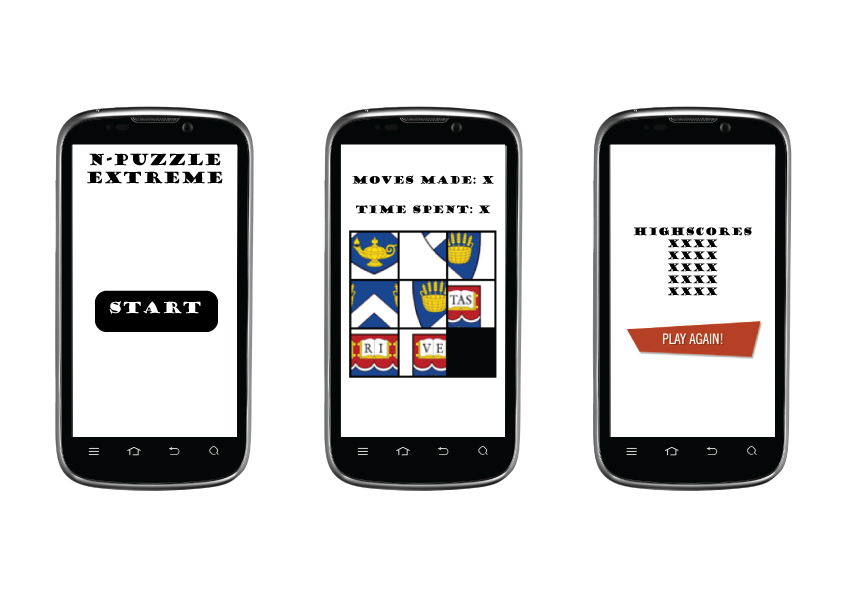 N-PUZZLE
EXTREME
START
MOVES MADE: X
TIME SPENT: X
TAS
RI
VE
HIGHSCORES
XXXX
XXXX
XXXX
XXXX
XXXX
PLAY AGAIN!